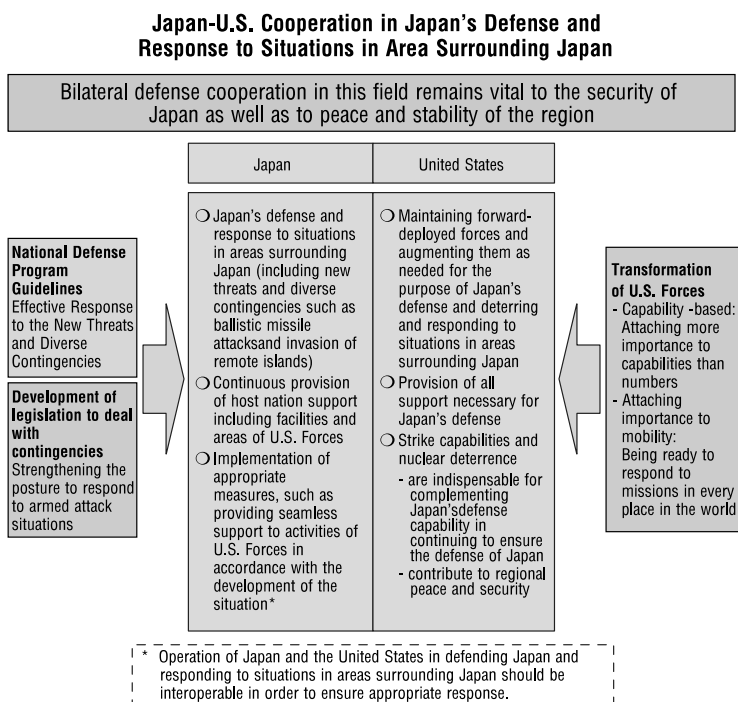 Japan-U.S. Cooperation in Japan's Defense and
Response to Situations in Area Surrounding Japan
Bilateral defense cooperation in this field remains vital to the security of
Japan as well as to peace and stability of the region
National Defense
Program
Guidelines
Effective Response
to the New Threats
and Diverse
Contingencies
Development of
legislation to deal
with
contingencies
Strengthening the
posture to respond
to armed attack
situations
Japan
❍ Japan's defense and
response to situations
in areas surrounding
Japan (including new
threats and diverse
contingencies such as
ballistic missile
attacksand invasion of
remote islands)
❍ Continuous provision
of host nation support
including facilities and
areas of U.S. Forces
❍ Implementation of
appropriate
measures, such as
providing seamless
support to activities of
U.S. Forces in
accordance with the
development of the
situation*
United States
❍ Maintaining forward-
deployed forces and
augmenting them as
needed for the
purpose of Japan's
defense and deterring
and responding to
situations in areas
surrounding Japan
❍ Provision of all
support necessary for
Japan's defense
❍ Strike capabilities and
nuclear deterrence
- are indispensable for
complementing
Japan'sdefense
capability in
continuing to ensure
the defense of Japan
- contribute to regional
peace and security
Transformation
of U.S. Forces
- Capability -based:
Attaching more
importance to
capabilities than
numbers
- Attaching
importance to
mobility:
Being ready to
respond to
missions in every
place in the world
* Operation of Japan and the United States in defending Japan and
responding to situations in areas surrounding Japan should be
interoperable in order to ensure appropriate response.